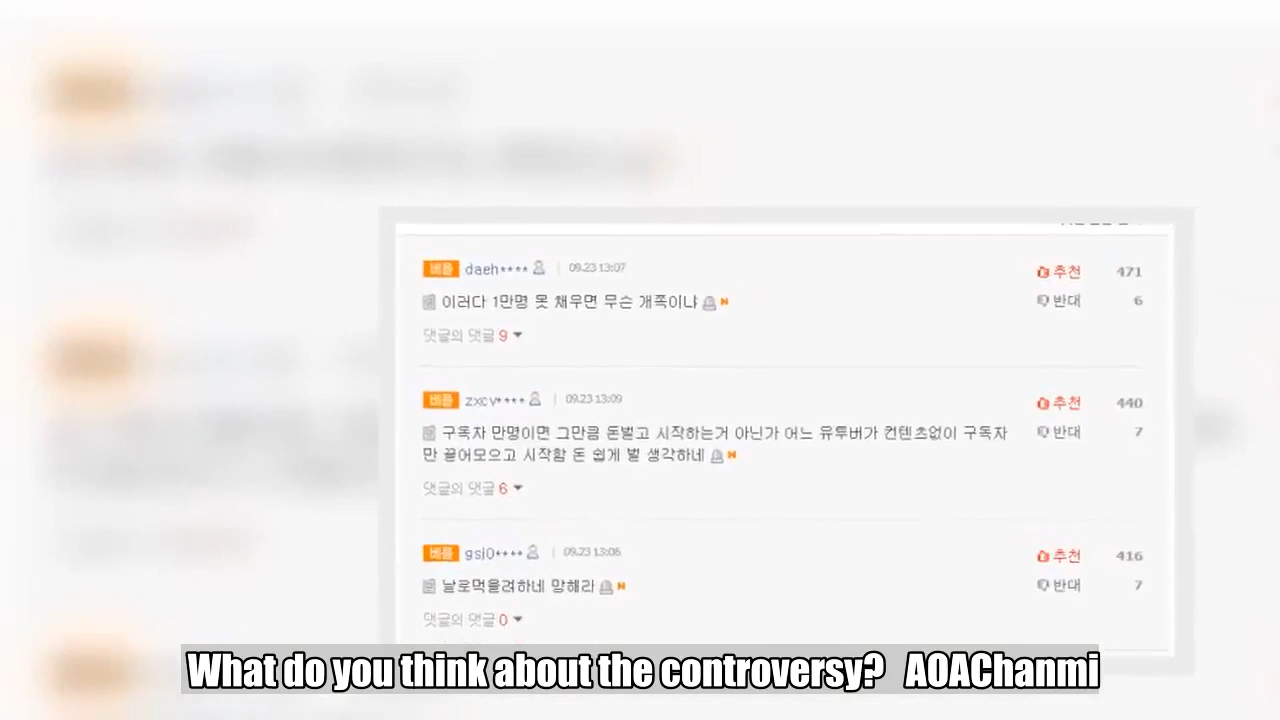 베플 daeh**** 09.23 13:07
추천 471
이러다 1만명 못 채우면 무슨 개쪽이냐 N
반대 6
댓글의 댓글 9
베플 zxcv**** 09.23 13:09
추천 440
구독자 만명이면 그만큼 돈벌고 시작하는거 아닌가 어느 유투버가 컨텐츠없이 구독자
반대 7
만 끌어모으고 시작함 돈 쉽게 벌 생각하네 N
댓글의 댓글 6
베플 gsj0**** 09.23 13:06
추천 416
날로먹을려하네 망해라 N
반대 7
댓글의 댓글 0
What do you think about the controversy? AOAChanmi